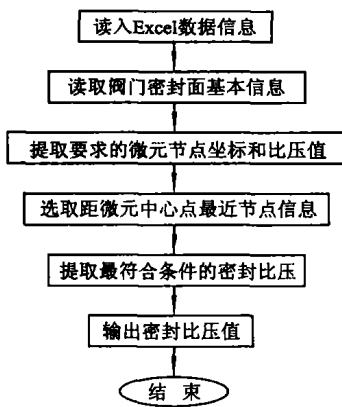 读入Excel数据信息
读取阀门密封面基本信息
提取要求的微元节点坐标和比压值
选取距微元中心点最近节点信息
提取最符合条件的密封比压
输出密封比压值
结 束